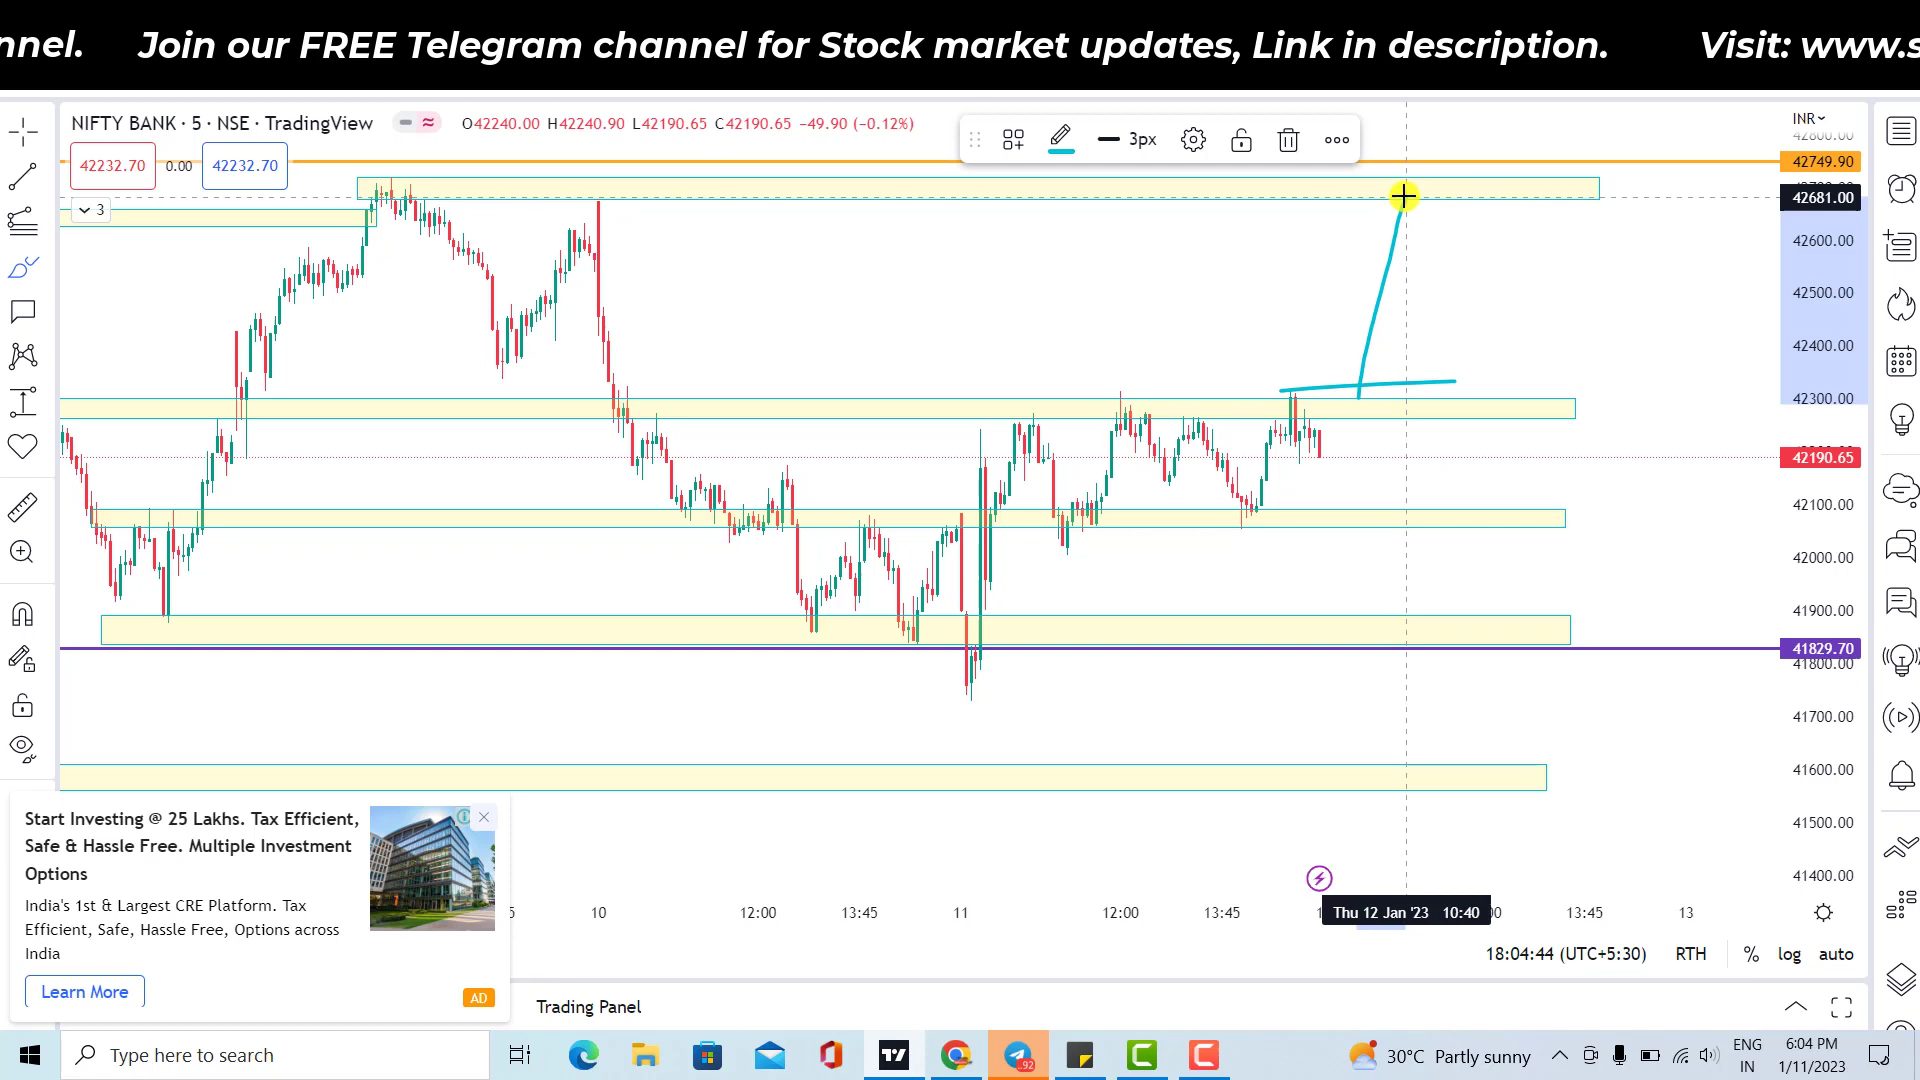 nnel. Join our FREE Telegram channel for Stock market updates, Link in description. Visit: www.s
NIFTY BANK · 5 · NSE · TradingView
O42240.00 H42240.90 L42190.65 C42190.65 −49.90 (−0.12%)
3px
INR
42800.00
42232.70 0.00 42232.70
42749.90
3
42681.00
42600.00
42500.00
42400.00
42300.00
42190.65
42100.00
42000.00
41900.00
41829.70
41800.00
41700.00
41600.00
41500.00
41400.00
Start Investing @ 25 Lakhs. Tax Efficient,
Safe & Hassle Free. Multiple Investment
Options
India's 1st & Largest CRE Platform. Tax
Efficient, Safe, Hassle Free, Options across
India
Learn More
AD
10 12:00 13:45 11 12:00 13:45 Thu 12 Jan '23 10:40 13:45 13
18:04:44 (UTC+5:30) RTH % log auto
Trading Panel
Type here to search
92
30°C Partly sunny
ENG
IN
6:04 PM
1/11/2023